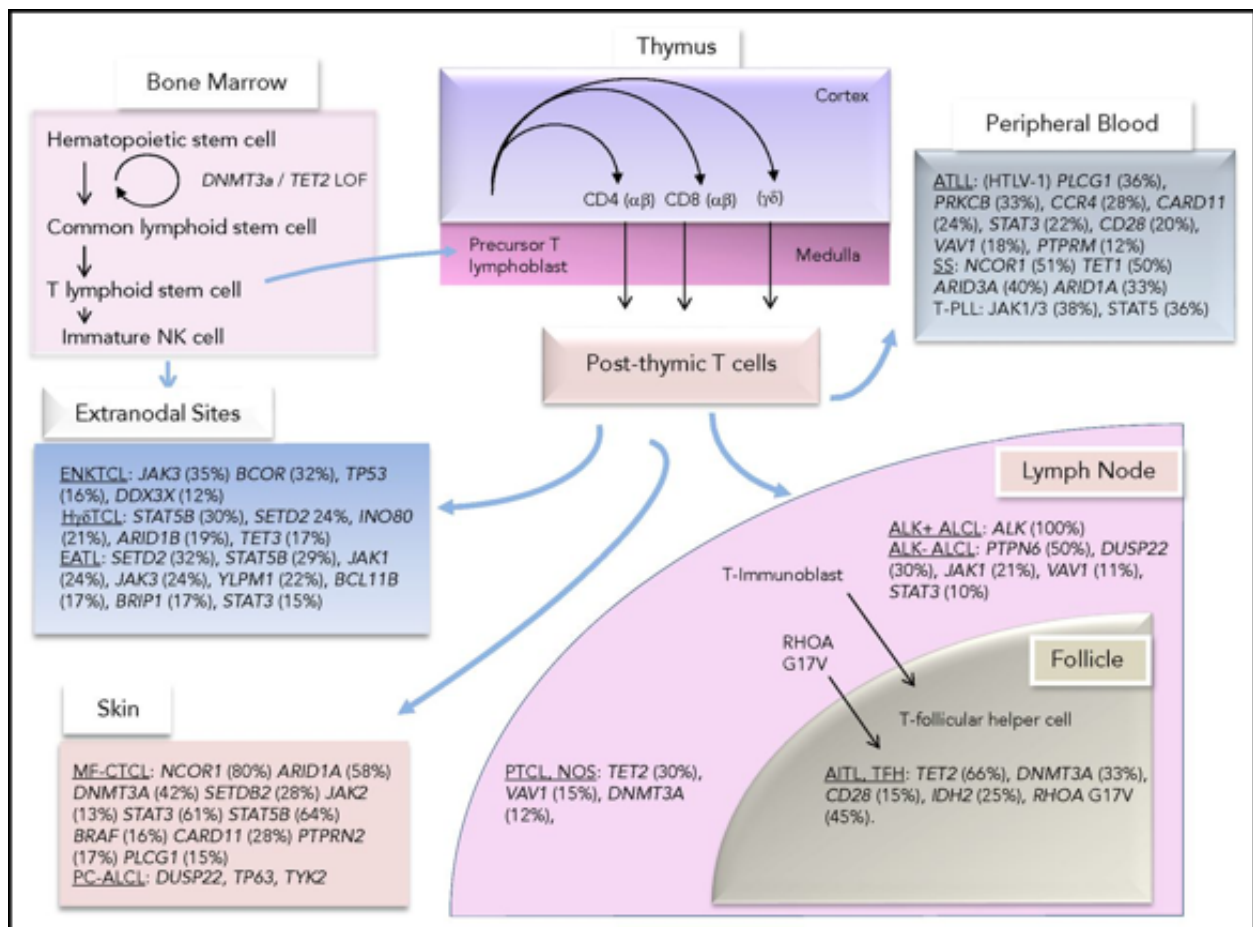 Bone Marrow
Hematopoietic stem cell
DNMT3a / TET2 LOF
Common lymphoid stem cell
T lymphoid stem cell
Immature NK cell
Thymus
Cortex
CD4 (αβ) CD8 (αβ) (γδ)
Precursor T
lymphoblast
Medulla
Post-thymic T cells
Peripheral Blood
ATLL: (HTLV-1) PLCG1 (36%),
PRKCB (33%), CCR4 (28%), CARD11
(24%), STAT3 (22%), CD28 (20%),
VAV1 (18%), PTPRM (12%)
SS: NCOR1 (51%) TET1 (50%)
ARID3A (40%) ARID1A (33%)
T-PLL: JAK1/3 (38%), STAT5 (36%)
Extranodal Sites
ENKTCL: JAK3 (35%) BCOR (32%), TP53
(16%), DDX3X (12%)
HγδTCL: STAT5B (30%), SETD2 24%, INO80
(21%), ARID1B (19%), TET3 (17%)
EATL: SETD2 (32%), STAT5B (29%), JAK1
(24%), JAK3 (24%), YLPM1 (22%), BCL11B
(17%), BRIP1 (17%), STAT3 (15%)
Skin
MF-CTCL: NCOR1 (80%) ARID1A (58%)
DNMT3A (42%) SETDB2 (28%) JAK2
(13%) STAT3 (61%) STAT5B (64%)
BRAF (16%) CARD11 (28%) PTPRN2
(17%) PLCG1 (15%)
PC-ALCL: DUSP22, TP63, TYK2
Lymph Node
ALK+ ALCL: ALK (100%)
ALK- ALCL: PTPN6 (50%), DUSP22
(30%), JAK1 (21%), VAV1 (11%),
STAT3 (10%)
T-Immunoblast
RHOA
G17V
Follicle
T-follicular helper cell
PTCL, NOS: TET2 (30%),
VAV1 (15%), DNMT3A
(12%),
AITL, TFH: TET2 (66%), DNMT3A (33%),
CD28 (15%), IDH2 (25%), RHOA G17V
(45%).